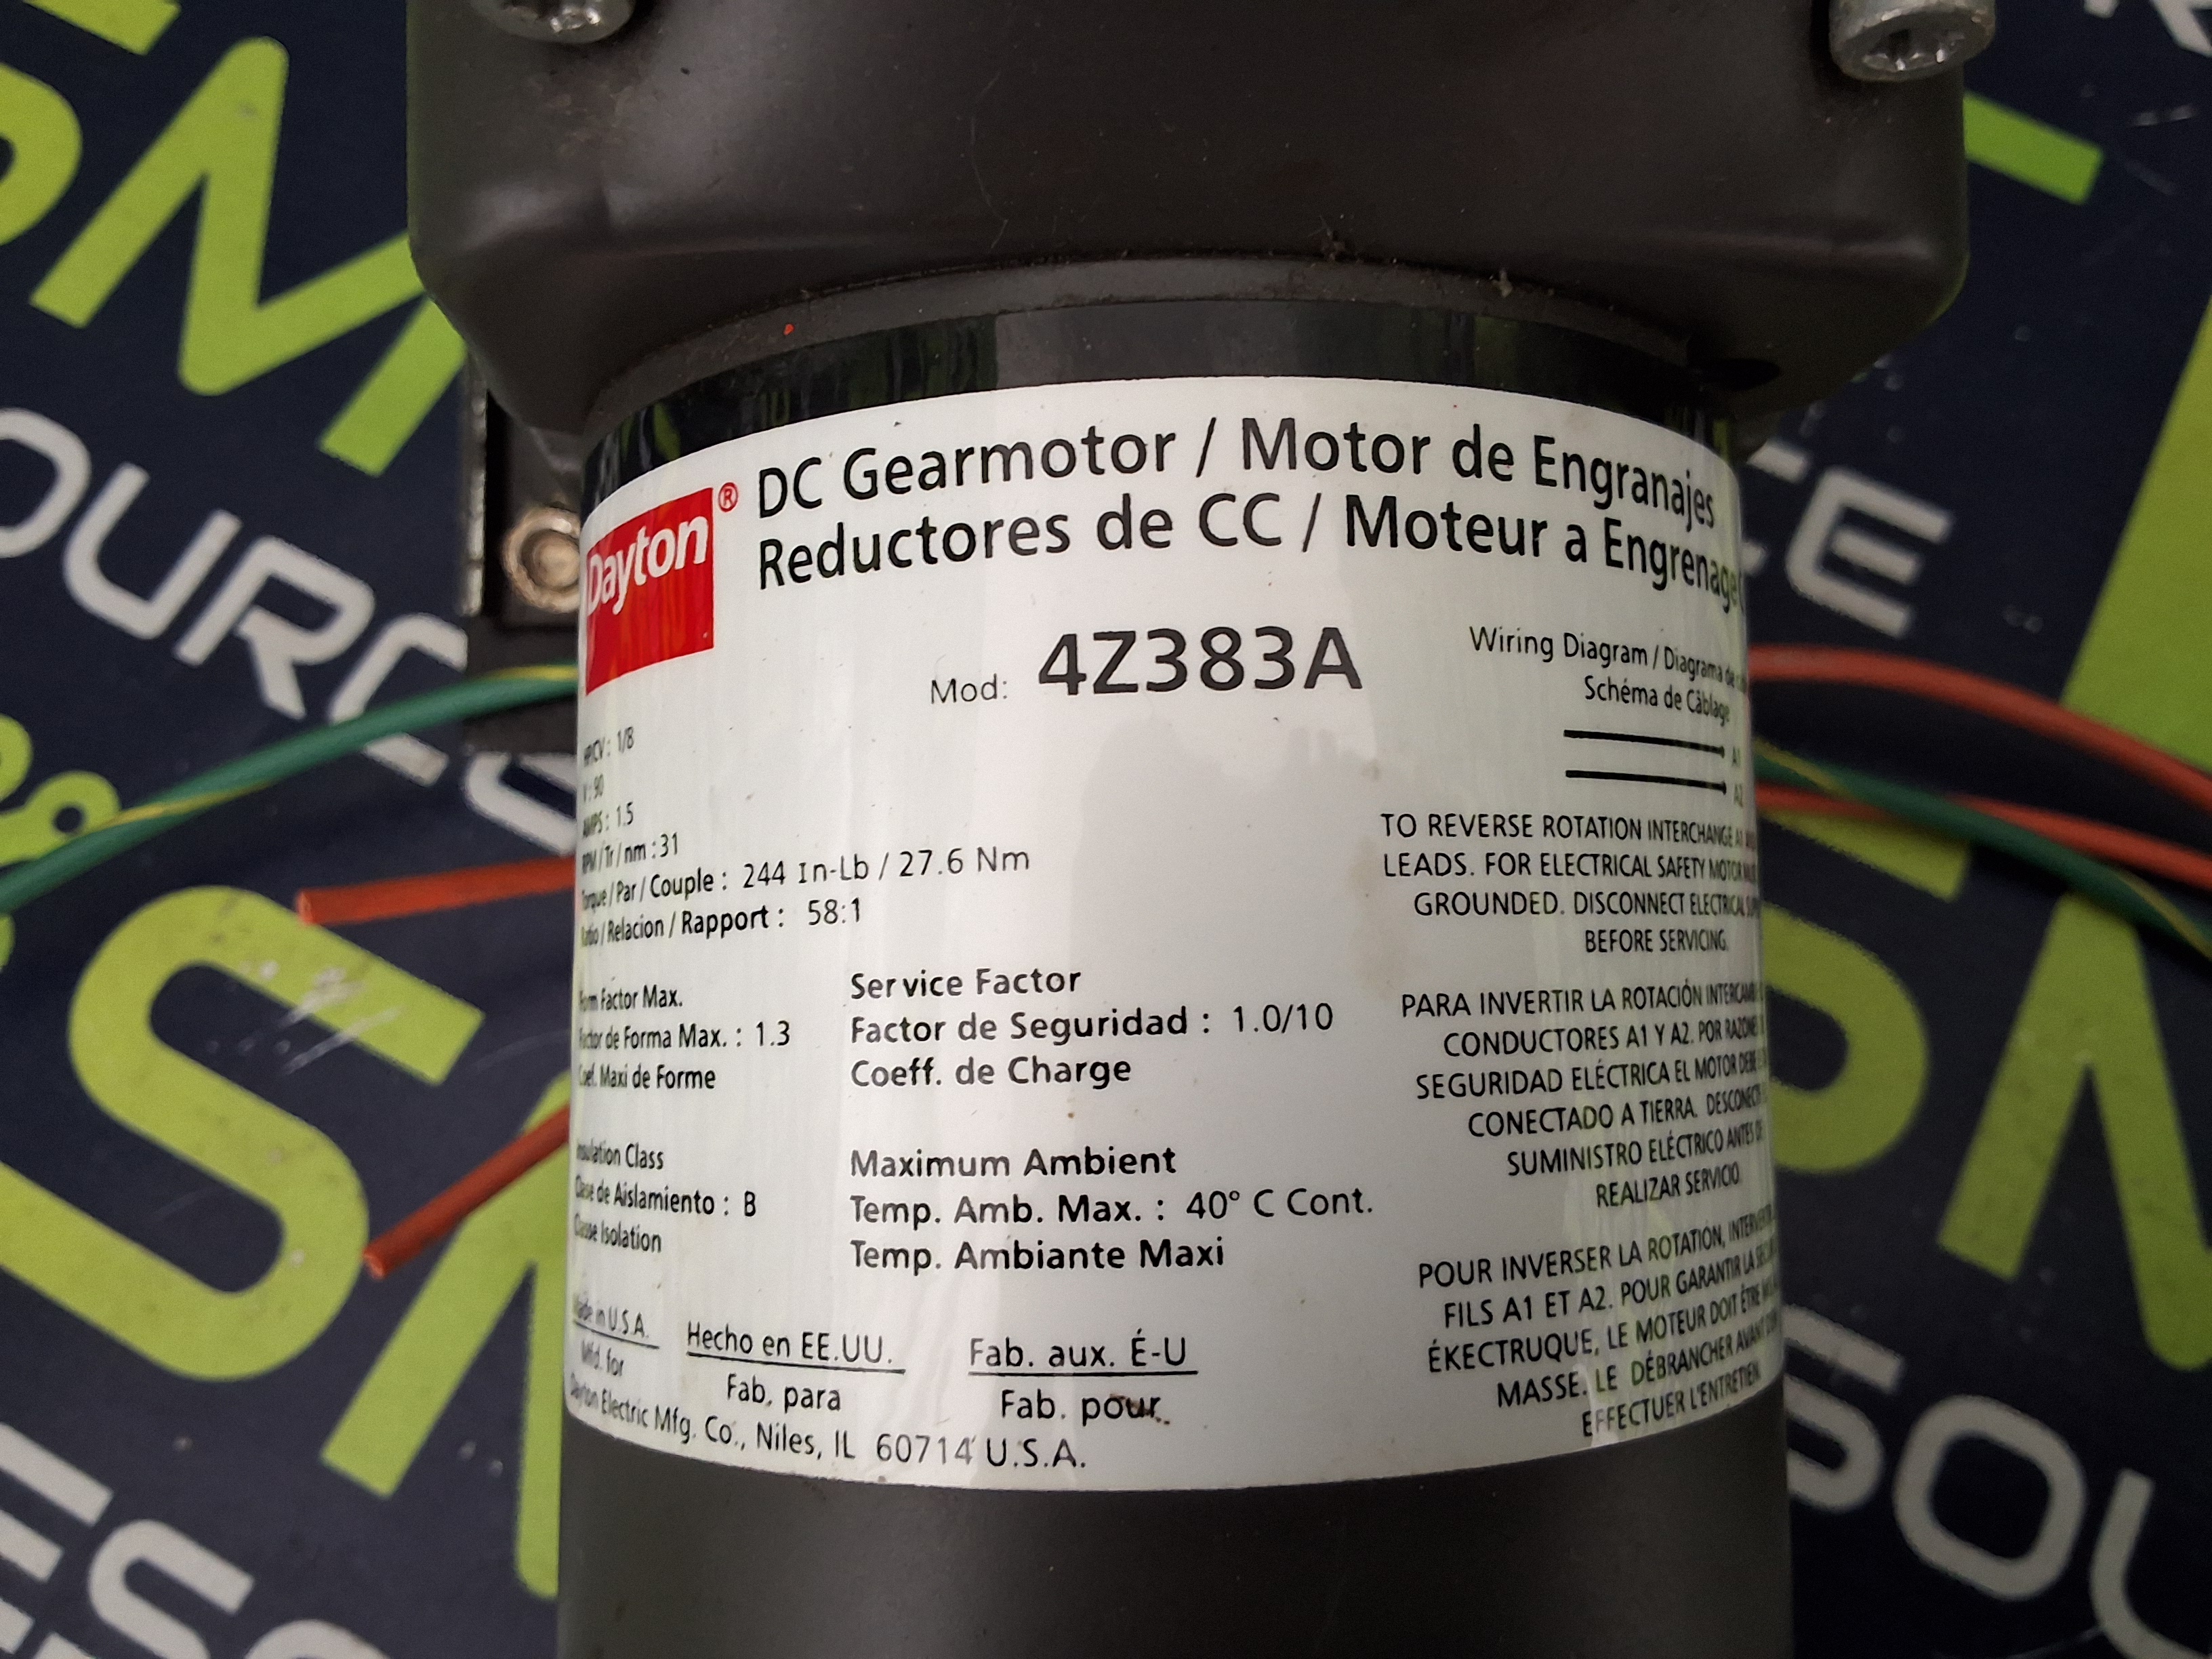 Dayton®
DC Gearmotor / Motor de Engranajes
Reductores de CC / Moteur a Engrenage
Mod: 4Z383A
Wiring Diagram / Diagrama de
Schéma de Câblage
A1
A2
HP/CV : 1/8
V : 90
AMPS : 1.5
RPM / Tr / nm : 31
Torque / Par / Couple : 244 In-Lb / 27.6 Nm
Ratio / Relacion / Rapport : 58:1
Form Factor Max.
Factor de Forma Max. : 1.3
Coef. Maxi de Forme
Service Factor
Factor de Seguridad : 1.0/10
Coeff. de Charge
Insulation Class
Clase de Aislamiento : B
Classe Isolation
Maximum Ambient
Temp. Amb. Max. : 40° C Cont.
Temp. Ambiante Maxi
Made in U.S.A.
Mfd. for
Hecho en EE.UU.
Fab. para
Fab. aux. É-U
Fab. pour
Dayton Electric Mfg. Co., Niles, IL 60714 U.S.A.
TO REVERSE ROTATION INTERCHANGE A1
LEADS. FOR ELECTRICAL SAFETY MOTOR
GROUNDED. DISCONNECT ELECTRICAL
BEFORE SERVICING.
PARA INVERTIR LA ROTACIÓN
CONDUCTORES A1 Y A2. POR
SEGURIDAD ELÉCTRICA EL MOTOR DEBE
CONECTADO A TIERRA.
SUMINISTRO ELÉCTRICO ANTES
REALIZAR SERVICIO.
POUR INVERSER LA ROTATION,
FILS A1 ET A2. POUR GARANTIR LA
ÉKECTRUQUE, LE MOTEUR DOIT ÊTRE
MASSE. LE DÉBRANCHER AVANT
EFFECTUER L'ENTRETIEN.